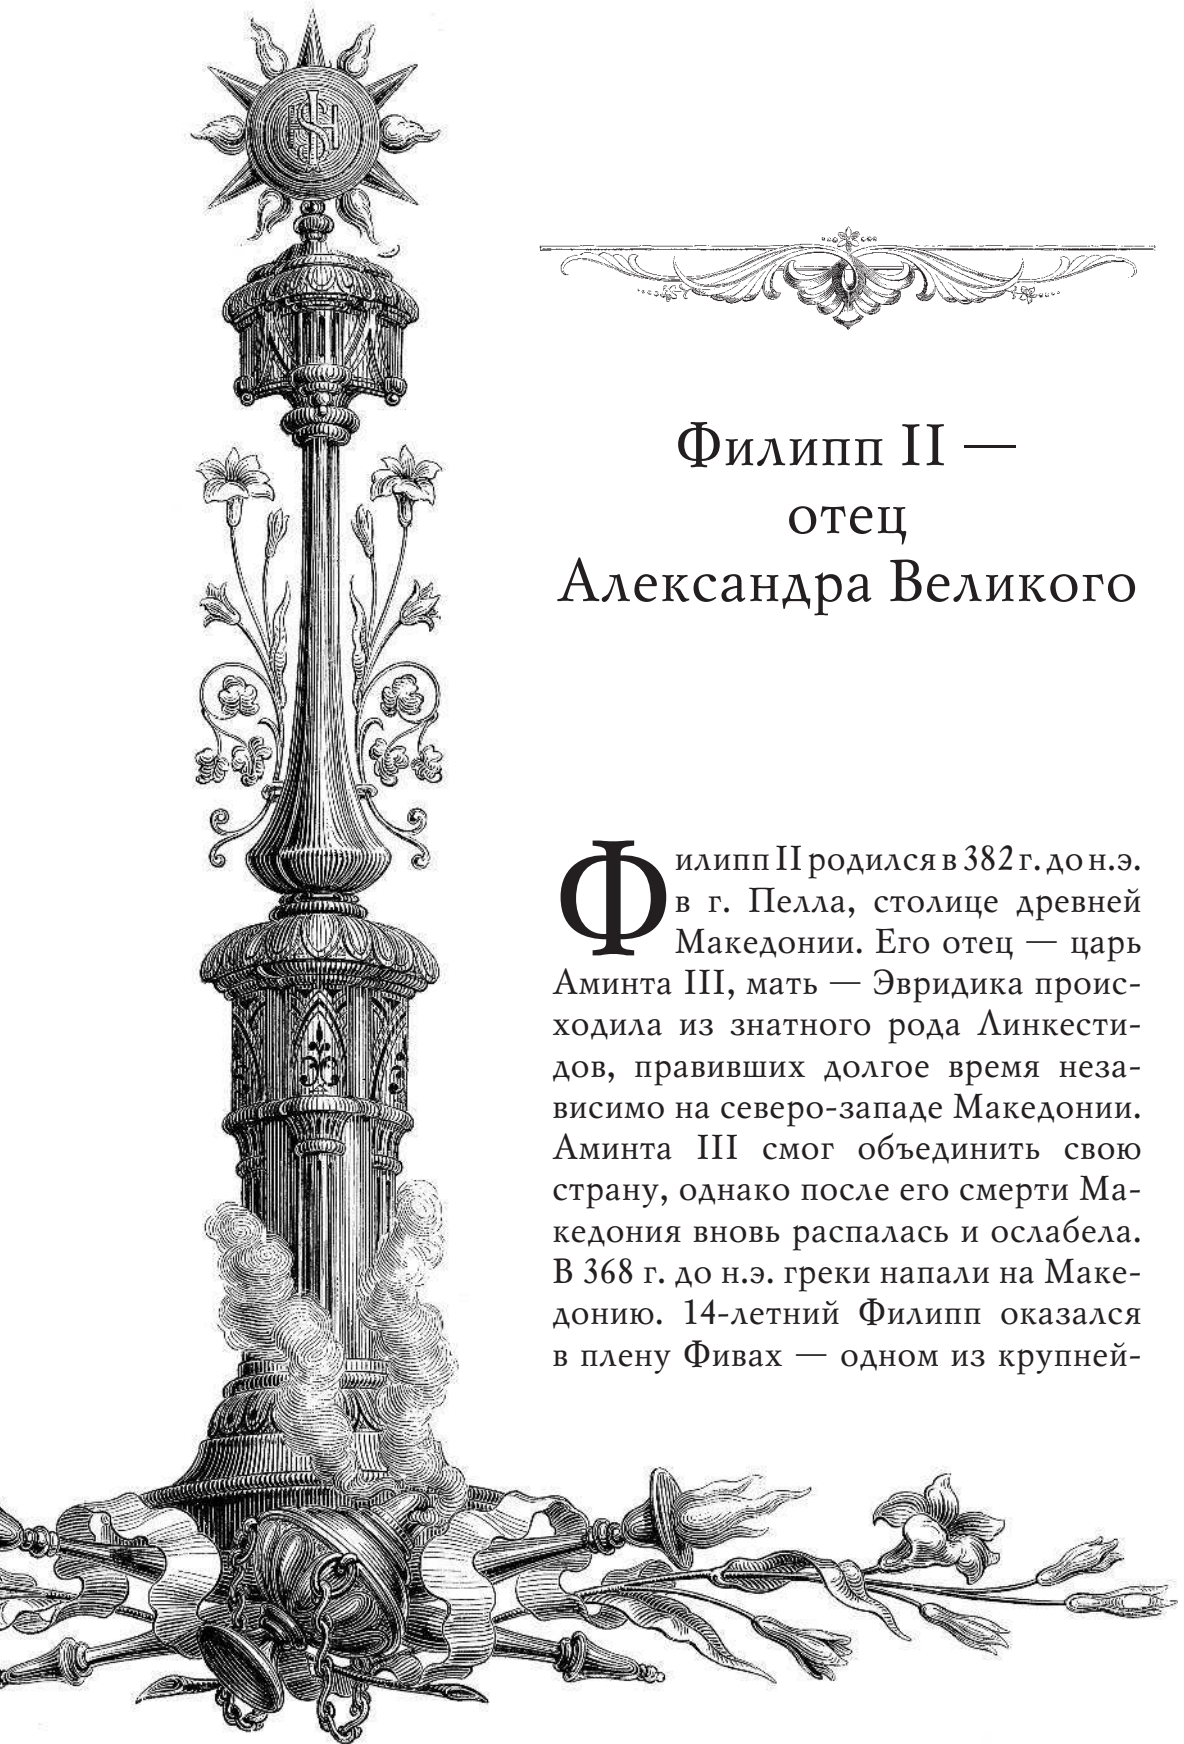 IHS
Филипп II —
отец
Александра Великого
Филипп II родился в 382 г. до н.э.
в г. Пелла, столице древней
Македонии. Его отец — царь
Аминта III, мать — Эвридика проис-
ходила из знатного рода Линкести-
дов, правивших долгое время неза-
висимо на северо-западе Македонии.
Аминта III смог объединить свою
страну, однако после его смерти Ма-
кедония вновь распалась и ослабела.
В 368 г. до н.э. греки напали на Маке-
донию. 14-летний Филипп оказался
в плену Фивах — одном из крупней-